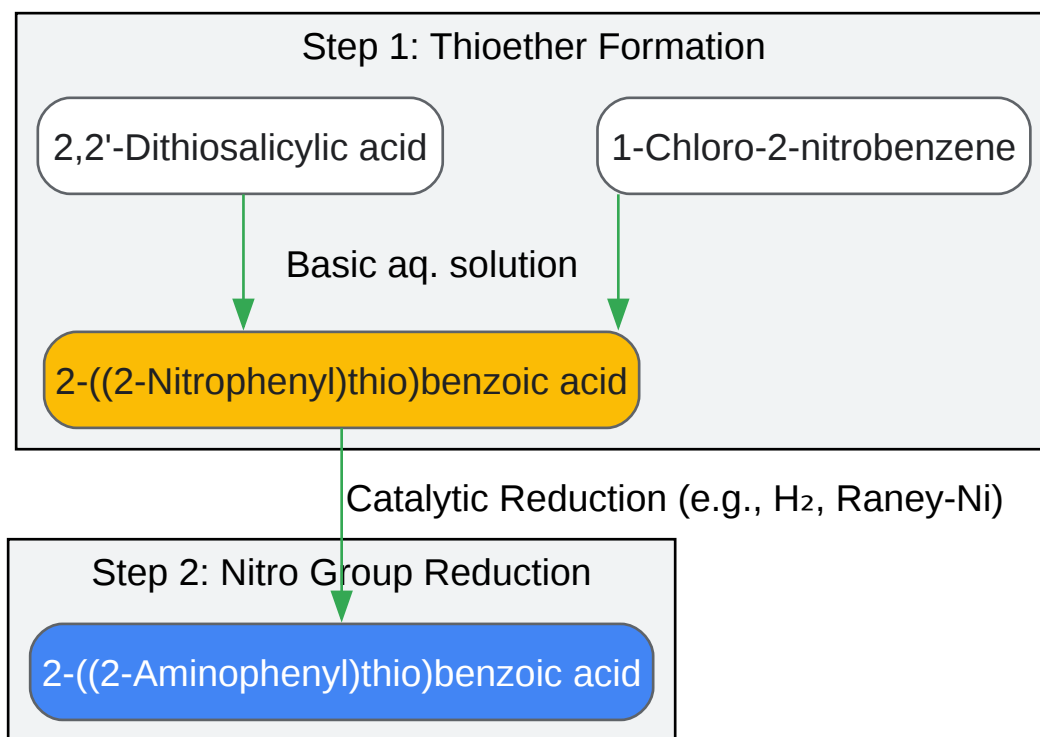 Step 1: Thioether Formation
2,2'-Dithiosalicylic acid
1-Chloro-2-nitrobenzene
Basic aq. solution
2-((2-Nitrophenyl)thio)benzoic acid
Catalytic Reduction (e.g., H₂, Raney-Ni)
Step 2: Nitro Group Reduction
2-((2-Aminophenyl)thio)benzoic acid